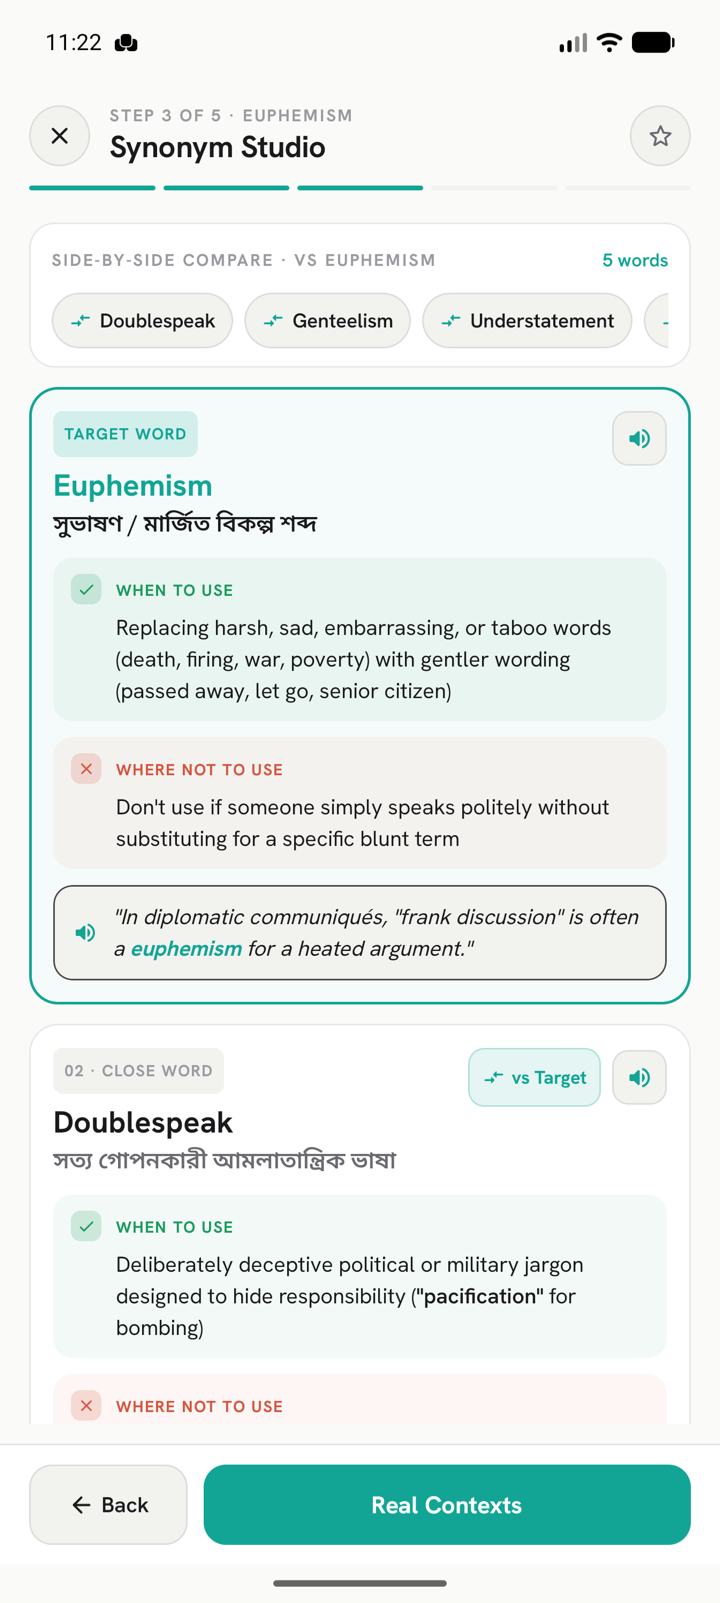 11:22
STEP 3 OF 5 · EUPHEMISM
Synonym Studio
SIDE-BY-SIDE COMPARE · VS EUPHEMISM
5 words
Doublespeak
Genteelism
Understatement
TARGET WORD
Euphemism
সুভাষণ / মার্জিত বিকল্প শব্দ
WHEN TO USE
Replacing harsh, sad, embarrassing, or taboo words
(death, firing, war, poverty) with gentler wording
(passed away, let go, senior citizen)
WHERE NOT TO USE
Don't use if someone simply speaks politely without
substituting for a specific blunt term
"In diplomatic communiqués, "frank discussion" is often
a euphemism for a heated argument."
02 · CLOSE WORD
vs Target
Doublespeak
সত্য গোপনকারী আমলাতান্ত্রিক ভাষা
WHEN TO USE
Deliberately deceptive political or military jargon
designed to hide responsibility ("pacification" for
bombing)
WHERE NOT TO USE
Back
Real Contexts